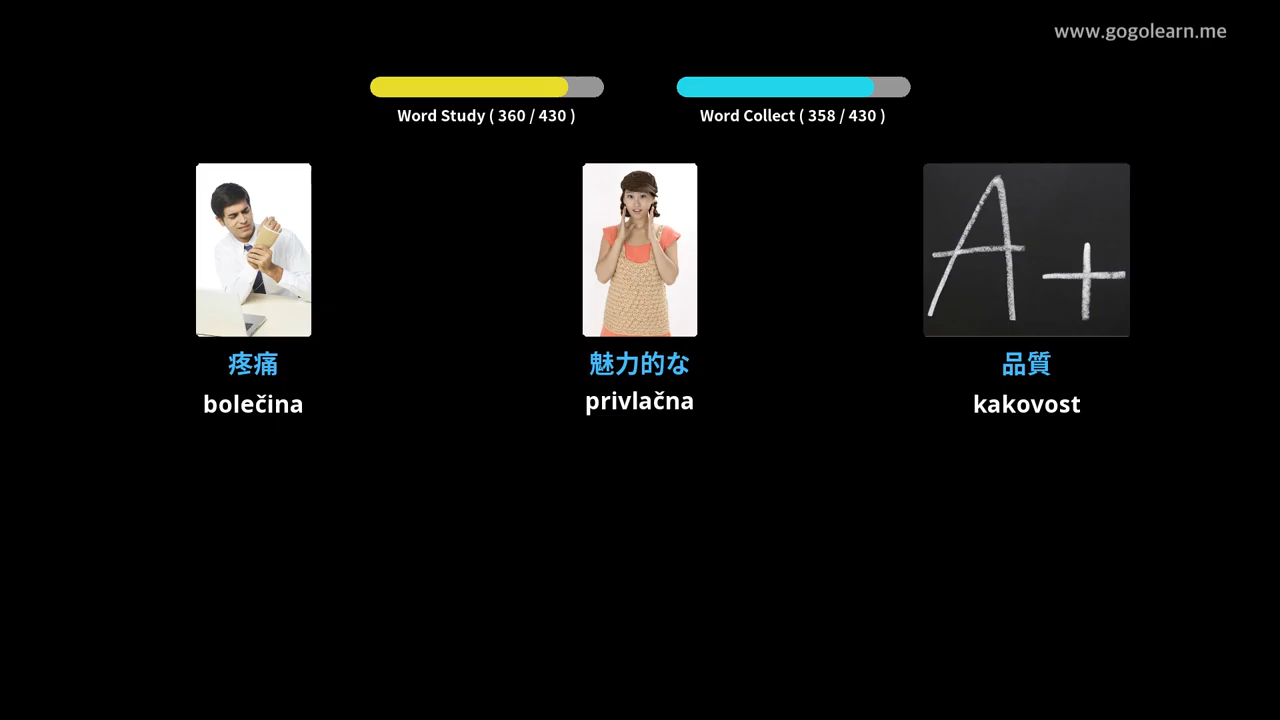 www.gogolearn.me
Word Study ( 360 / 430 )
Word Collect ( 358 / 430 )
A+
疼痛
魅力的な
品質
bolečina
privlačna
kakovost